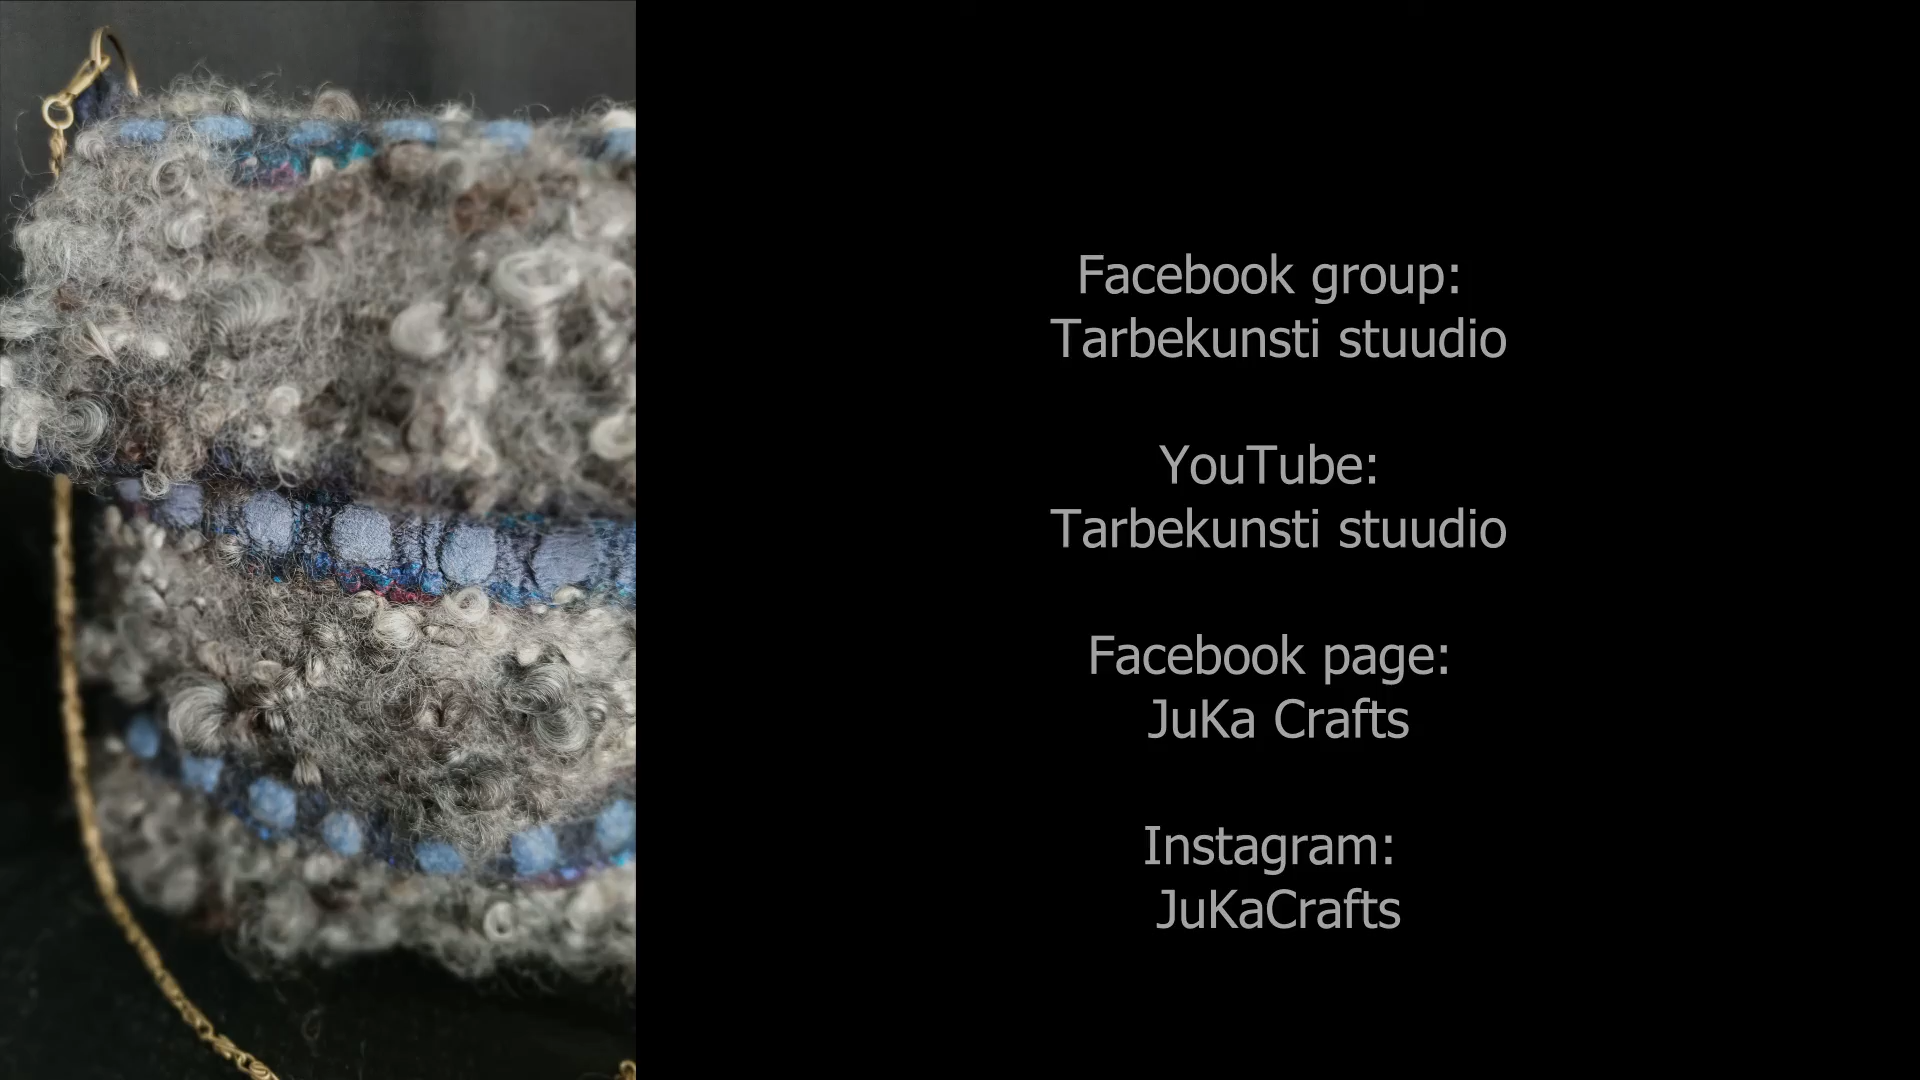 Facebook group:
Tarbekunsti stuudio
YouTube:
Tarbekunsti stuudio
Facebook page:
JuKa Crafts
Instagram:
JuKaCrafts